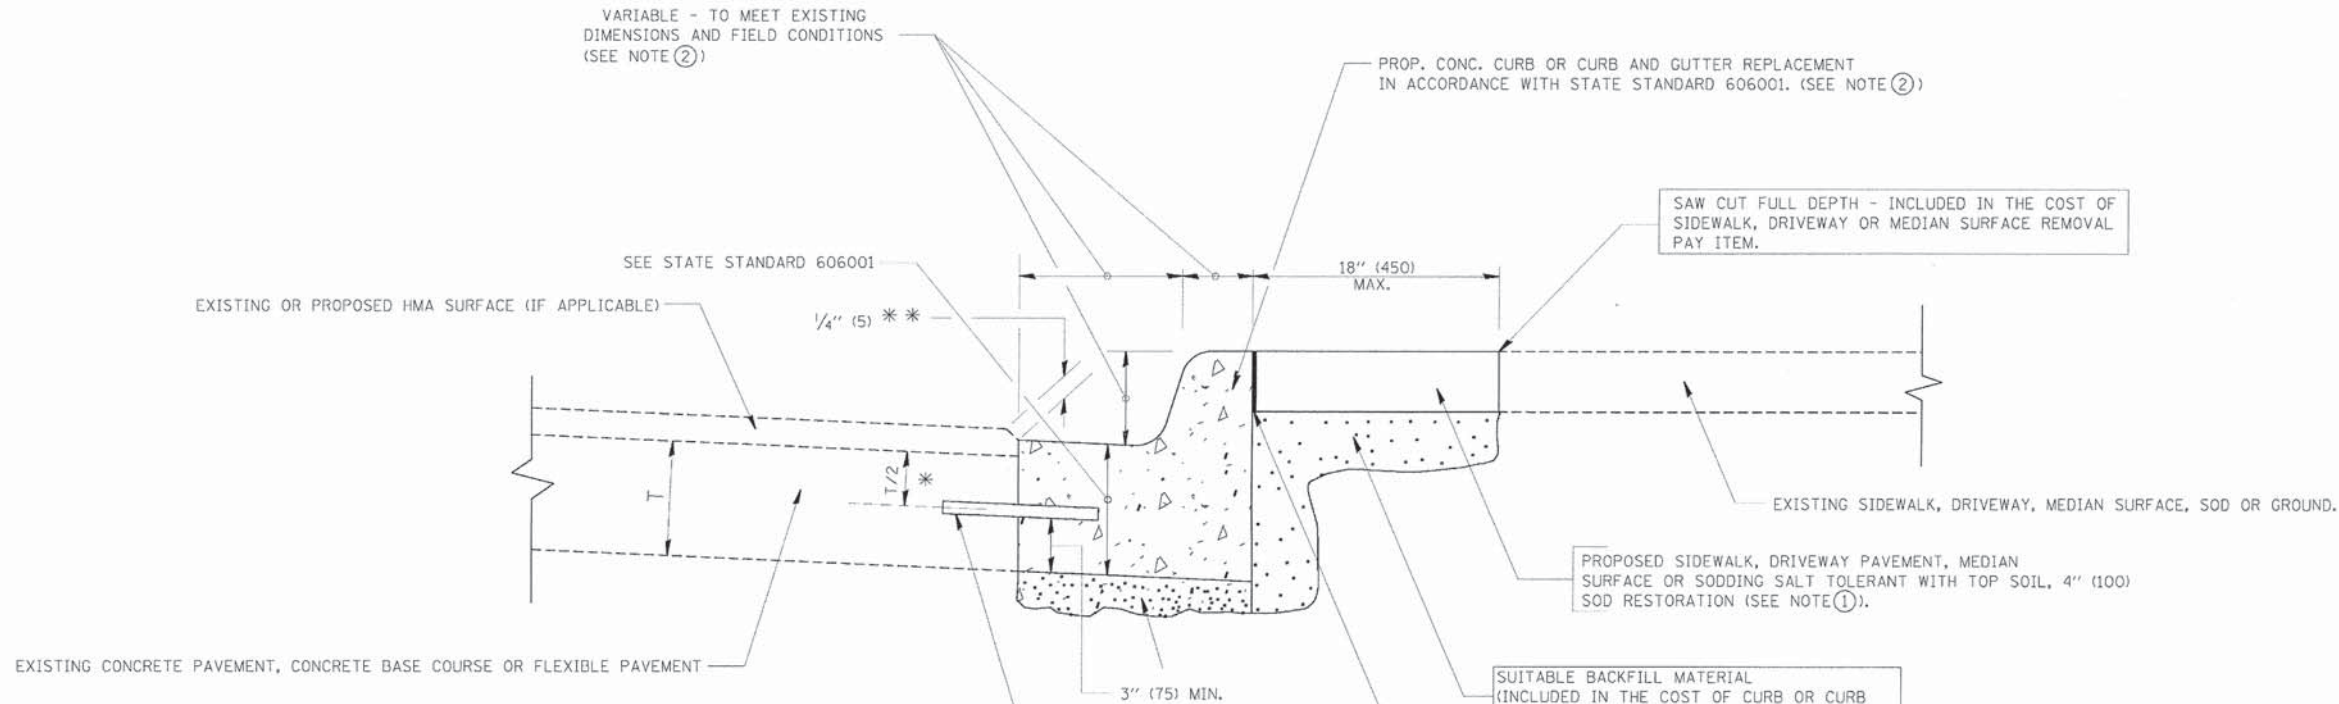 VARIABLE - TO MEET EXISTING
DIMENSIONS AND FIELD CONDITIONS
(SEE NOTE ②)
PROP. CONC. CURB OR CURB AND GUTTER REPLACEMENT
IN ACCORDANCE WITH STATE STANDARD 606001. (SEE NOTE ②)
SAW CUT FULL DEPTH - INCLUDED IN THE COST OF
SIDEWALK, DRIVEWAY OR MEDIAN SURFACE REMOVAL
PAY ITEM.
SEE STATE STANDARD 606001
18" (450)
MAX.
EXISTING OR PROPOSED HMA SURFACE (IF APPLICABLE)
1/4" (5) * *
T
T/2 *
EXISTING SIDEWALK, DRIVEWAY, MEDIAN SURFACE, SOD OR GROUND.
PROPOSED SIDEWALK, DRIVEWAY PAVEMENT, MEDIAN
SURFACE OR SODDING SALT TOLERANT WITH TOP SOIL, 4" (100)
SOD RESTORATION (SEE NOTE ①).
EXISTING CONCRETE PAVEMENT, CONCRETE BASE COURSE OR FLEXIBLE PAVEMENT
3" (75) MIN.
SUITABLE BACKFILL MATERIAL
(INCLUDED IN THE COST OF CURB OR CURB